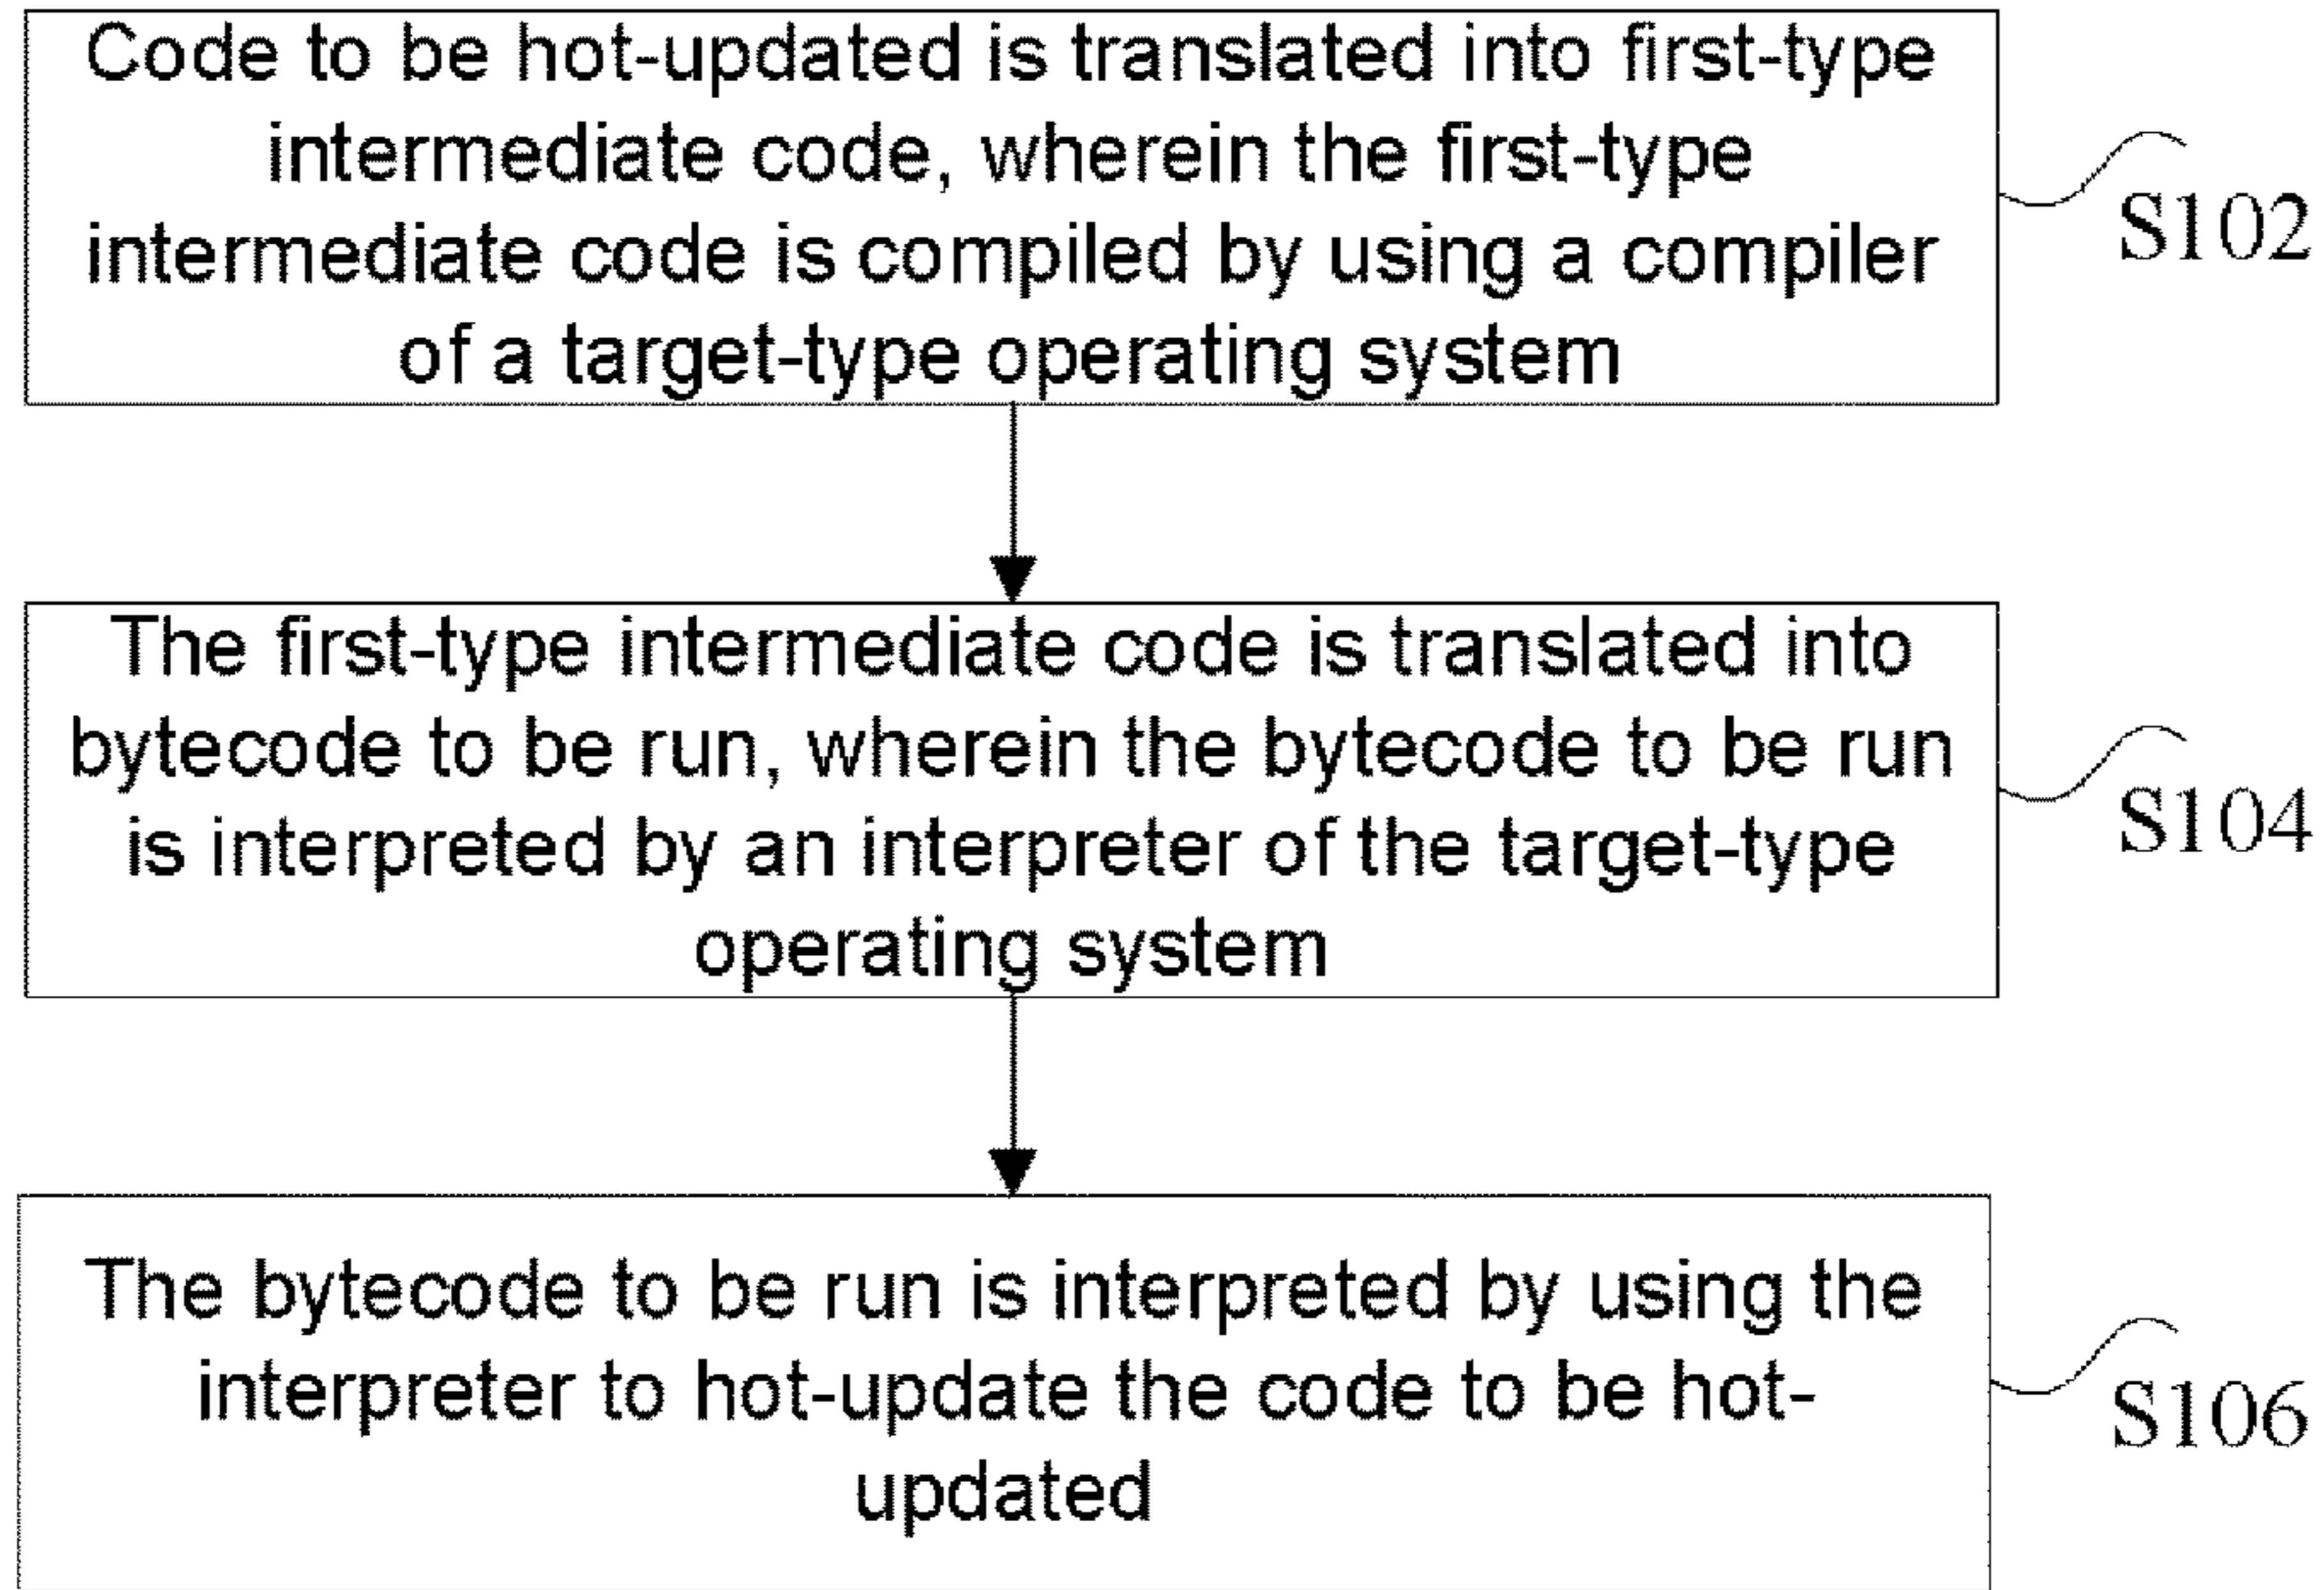 Code to be hot-updated is translated into first-type
intermediate code, wherein the first-type
intermediate code is compiled by using a compiler
of a target-type operating system
S102
The first-type intermediate code is translated into
bytecode to be run, wherein the bytecode to be run
is interpreted by an interpreter of the target-type
operating system
S104
The bytecode to be run is interpreted by using the
interpreter to hot-update the code to be hot-
updated
S106